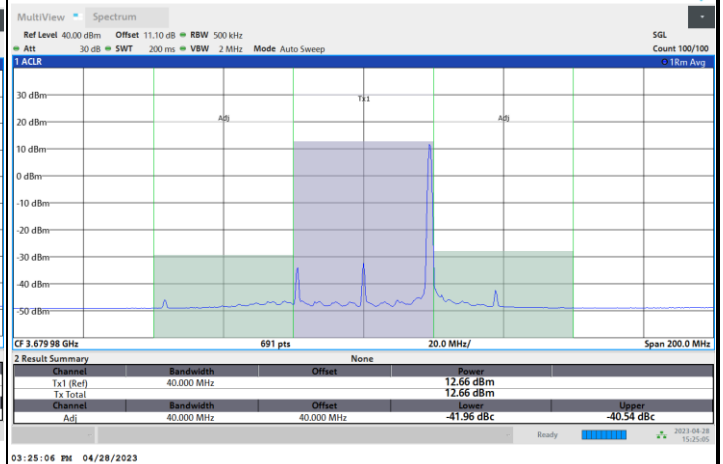 MultiView Spectrum
Ref Level 40.00 dBm Offset 11.10 dB RBW 500 kHz SGL
Att 30 dB SWT 200 ms VBW 2 MHz Mode Auto Sweep Count 100/100
1 ACLR 1Rm Avg
30 dBm
Tx1
20 dBm
Adj Adj
10 dBm
0 dBm
-10 dBm
-20 dBm
-30 dBm
-40 dBm
-50 dBm
CF 3.679 98 GHz 691 pts 20.0 MHz/ Span 200.0 MHz
2 Result Summary None
Channel Bandwidth Offset Power
Tx1 (Ref) 40.000 MHz 12.66 dBm
Tx Total 12.66 dBm
Channel Bandwidth Offset Lower Upper
Adj 40.000 MHz 40.000 MHz -41.96 dBc -40.54 dBc
Ready 2023-04-28
15:25:05
03:25:06 PM 04/28/2023